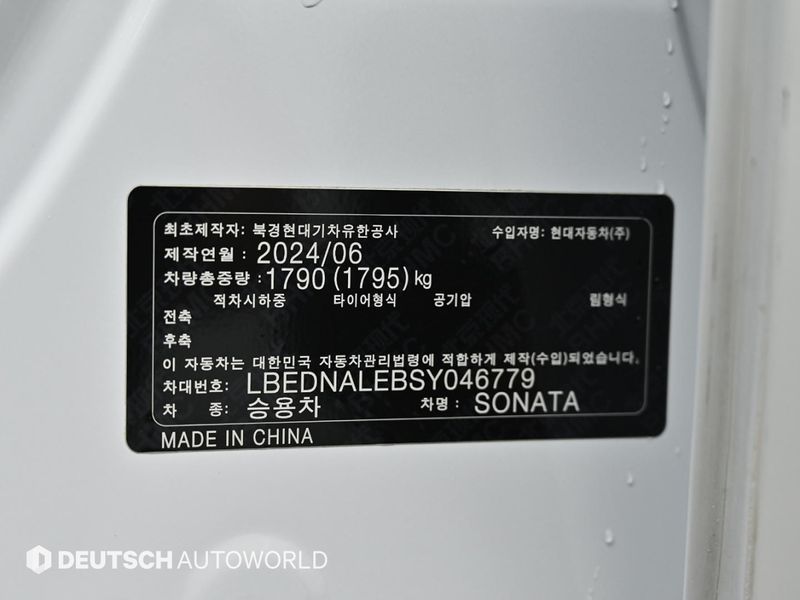 최초제작자: 북경현대기차유한공사 수입자명: 현대자동차(주)
제작연월 : 2024/06
차량총중량 : 1790 (1795) kg
적차시하중 타이어형식 공기압 림형식
전축
후축
이 자동차는 대한민국 자동차관리법령에 적합하게 제작(수입)되었습니다.
차대번호: LBEDNALEBSY046779
차 종: 승용차 차명 : SONATA
MADE IN CHINA
DEUTSCH AUTOWORLD